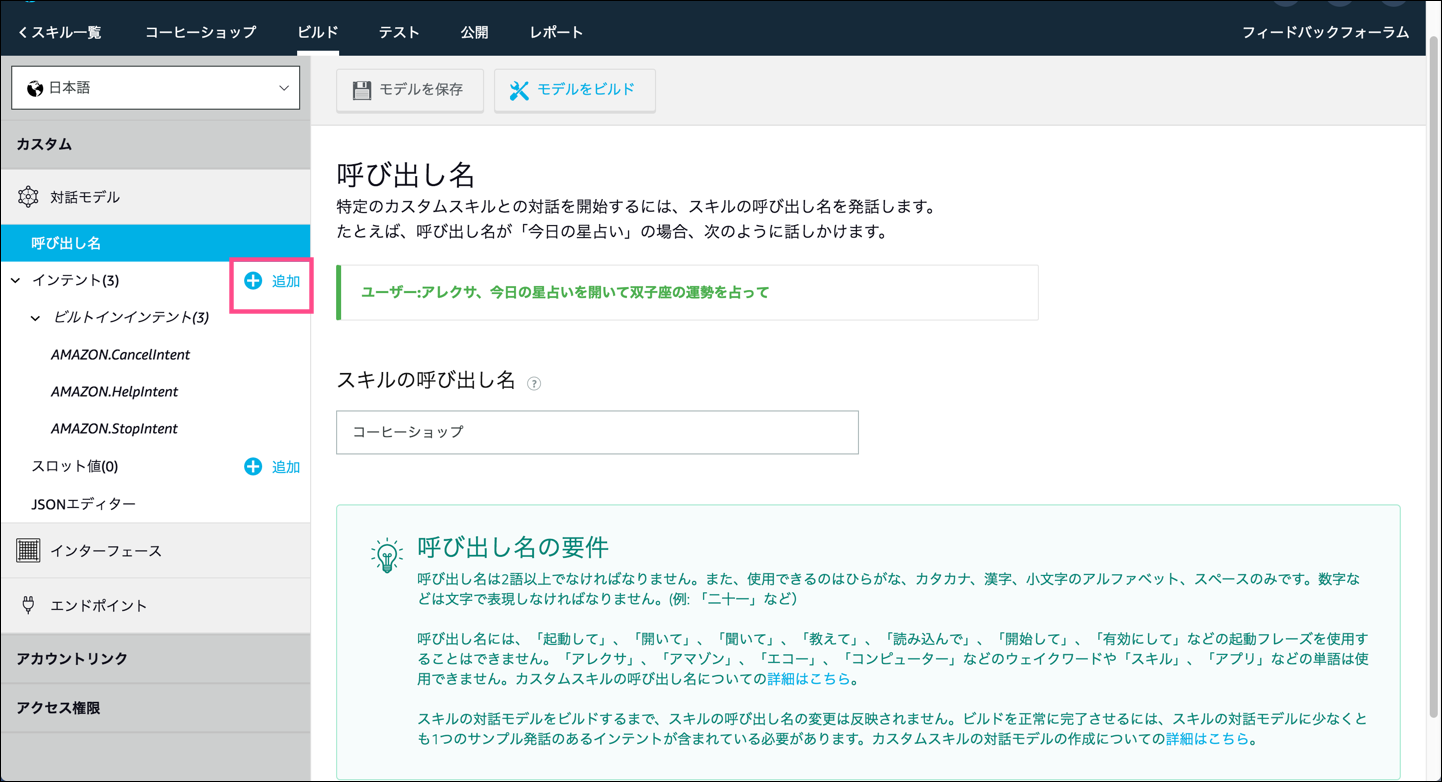 スキル一覧 コーヒーショップ ビルド テスト 公開 レポート フィードバックフォーラム
日本語
モデルを保存 モデルをビルド
カスタム
対話モデル
呼び出し名
インテント(3) 追加
ビルトインインテント(3)
AMAZON.CancelIntent
AMAZON.HelpIntent
AMAZON.StopIntent
スロット値(0) 追加
JSONエディター
インターフェース
エンドポイント
アカウントリンク
アクセス権限
呼び出し名
特定のカスタムスキルとの対話を開始するには、スキルの呼び出し名を発話します。
たとえば、呼び出し名が「今日の星占い」の場合、次のように話しかけます。
ユーザー:アレクサ、今日の星占いを開いて双子座の運勢を占って
スキルの呼び出し名 ?
コーヒーショップ
呼び出し名の要件
呼び出し名は2語以上でなければなりません。また、使用できるのはひらがな、カタカナ、漢字、小文字のアルファベット、スペースのみです。数字な
どは文字で表現しなければなりません。(例: 「二十一」など）
呼び出し名には、「起動して」、「開いて」、「聞いて」、「教えて」、「読み込んで」、「開始して」、「有効にして」などの起動フレーズを使用す
ることはできません。「アレクサ」、「アマゾン」、「エコー」、「コンピューター」などのウェイクワードや「スキル」、「アプリ」などの単語は使
用できません。カスタムスキルの呼び出し名についての詳細はこちら。
スキルの対話モデルをビルドするまで、スキルの呼び出し名の変更は反映されません。ビルドを正常に完了させるには、スキルの対話モデルに少なくと
も1つのサンプル発話のあるインテントが含まれている必要があります。カスタムスキルの対話モデルの作成についての詳細はこちら。